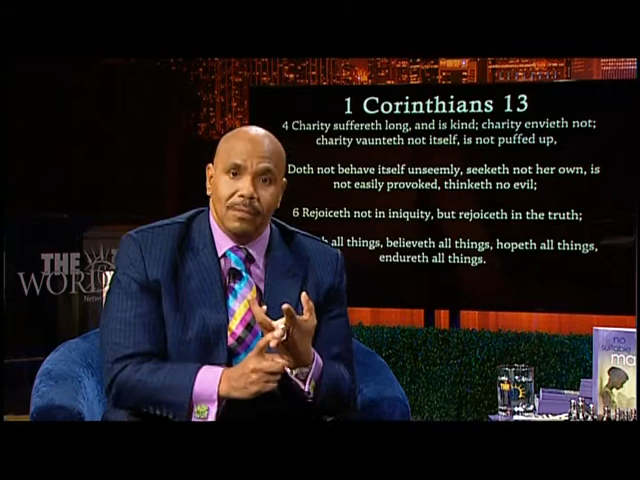 1 Corinthians 13
4 Charity suffereth long, and is kind; charity envieth not;
charity vaunteth not itself, is not puffed up,
Doth not behave itself unseemly, seeketh not her own, is
not easily provoked, thinketh no evil;
6 Rejoiceth not in iniquity, but rejoiceth in the truth;
all things, believeth all things, hopeth all things,
endureth all things.
THE
WORD
Netw
no
suitable
ma